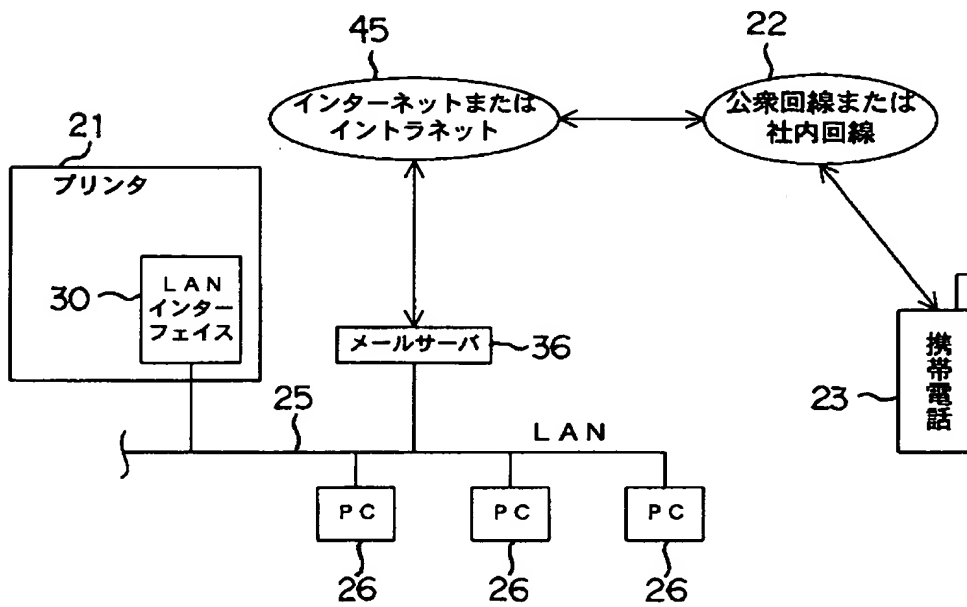 45
インターネットまたは
イントラネット
22
公衆回線または
社内回線
21
プリンタ
30
LAN
インター
フェイス
メールサーバ
36
携帯電話
23
25
LAN
PC
PC
PC
26
26
26